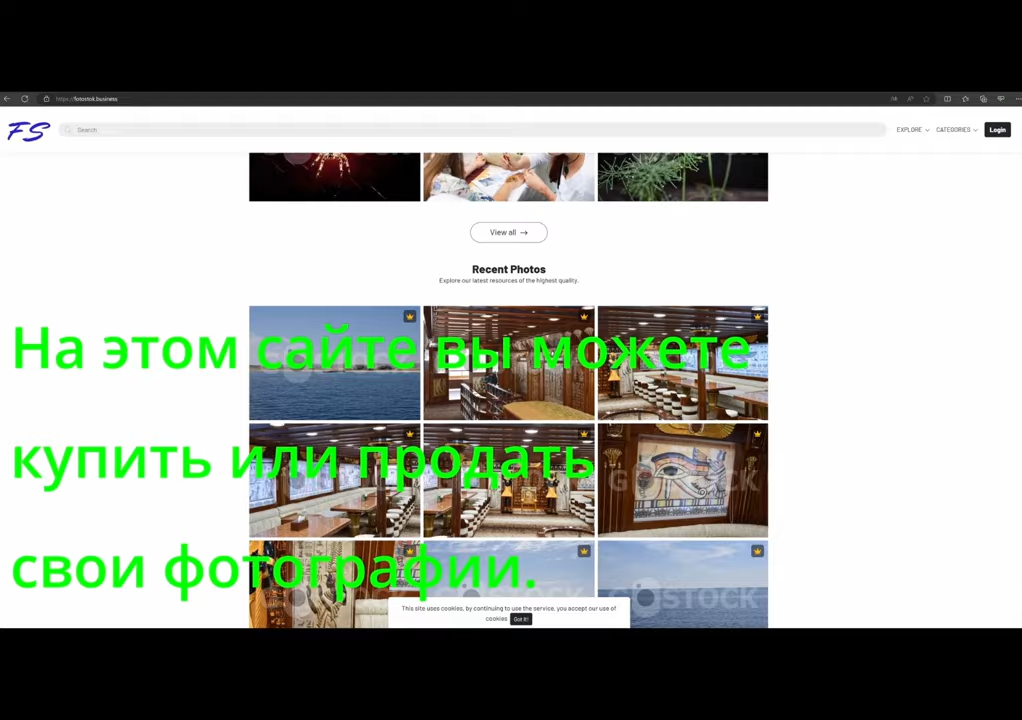 https://fotostok.business
FS
Search
EXPLORE
CATEGORIES
Login
View all →
Recent Photos
Explore our latest resources of the highest quality.
На этом сайте вы можете
купить или продать
свои фотографии.
GOSTOCK
GOSTOCK
This site uses cookies, by continuing to use the service, you accept our use of
cookies Got it!